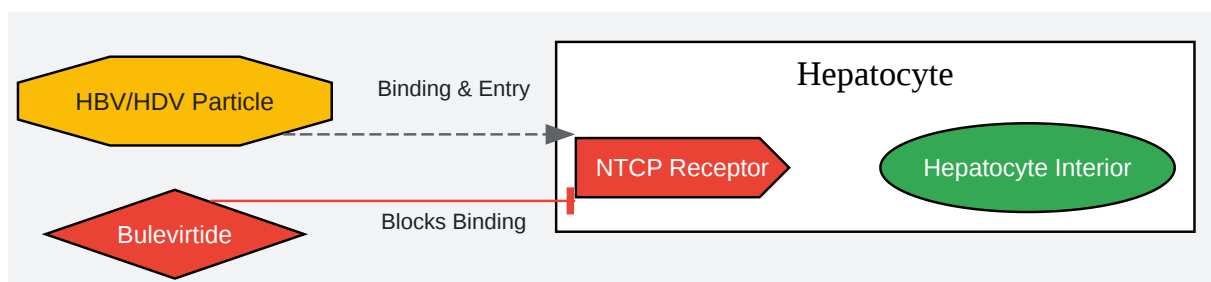 Hepatocyte
HBV/HDV Particle
Binding & Entry
NTCP Receptor
Hepatocyte Interior
Blocks Binding
Bulevirtide